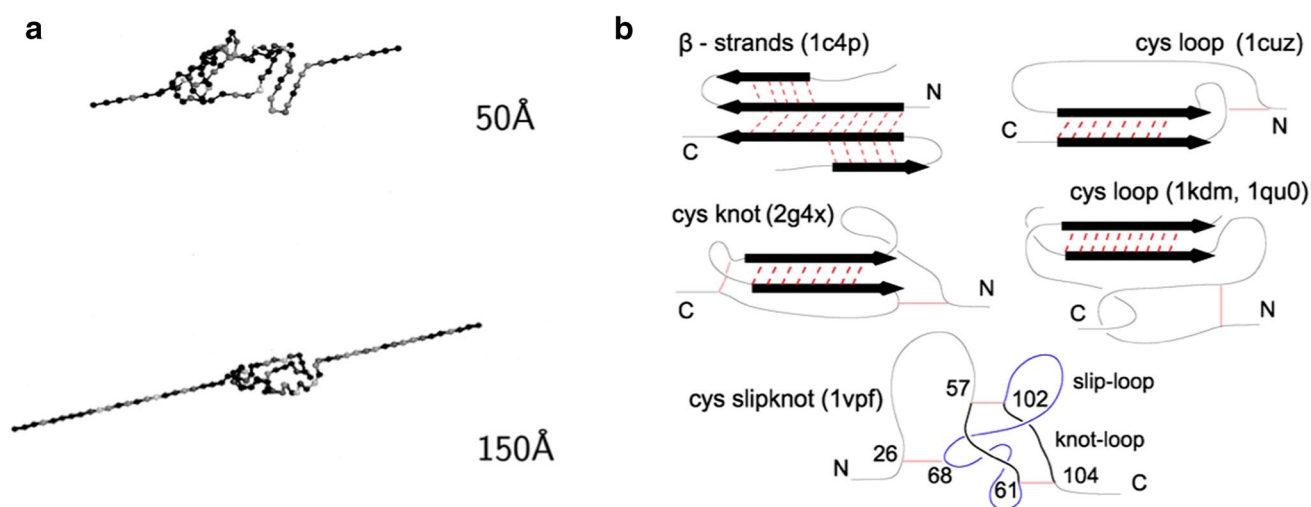 a
50Å
150Å
b
β - strands (1c4p)
N
C
cys loop (1cuz)
C
N
cys knot (2g4x)
C
N
cys loop (1kdm, 1qu0)
C
N
cys slipknot (1vpf)
57
102
slip-loop
knot-loop
26
68
61
104
N
C